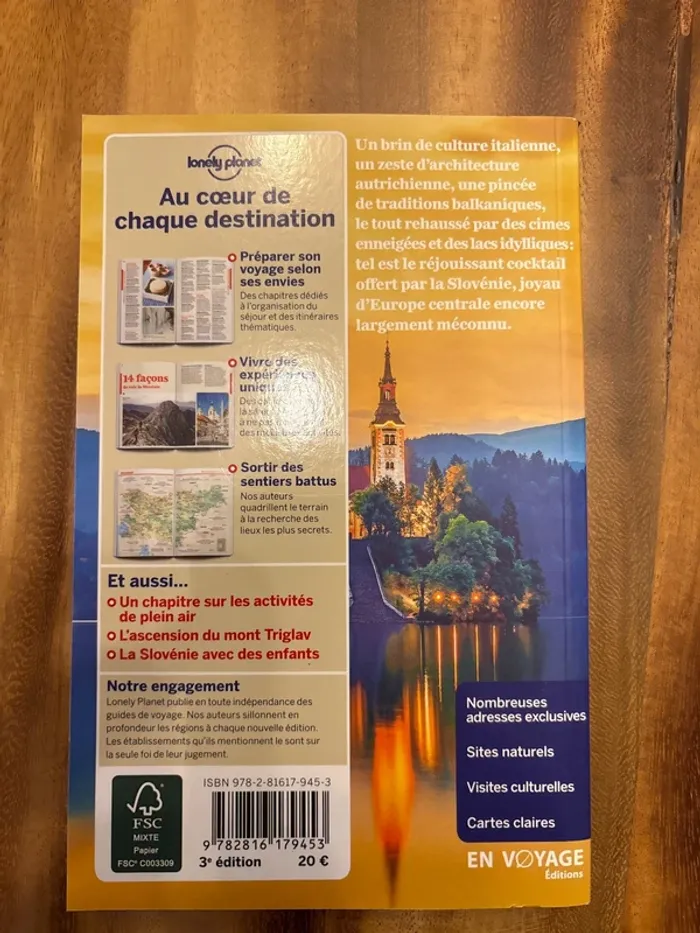 lonely planet
Au cœur de
chaque destination
Préparer son
voyage selon
ses envies
Des chapitres dédiés
à l'organisation du
séjour et des itinéraires
thématiques.
14 façons
Vivre des
expériences
uniques
à ne pas
Sortir des
sentiers battus
Nos auteurs
quadrillent le terrain
à la recherche des
lieux les plus secrets.
Et aussi...
Un chapitre sur les activités
de plein air
L'ascension du mont Triglav
La Slovénie avec des enfants
Notre engagement
Lonely Planet publie en toute indépendance des
guides de voyage. Nos auteurs sillonnent en
profondeur les régions à chaque nouvelle édition.
Les établissements qu'ils mentionnent le sont sur
la seule foi de leur jugement.
FSC
MIXTE
Papier
FSC® C003309
ISBN 978-2-81617-945-3
9 782816 179453
3e édition 20 €
Un brin de culture italienne,
un zeste d'architecture
autrichienne, une pincée
de traditions balkaniques,
le tout rehaussé par des cimes
enneigées et des lacs idylliques :
tel est le réjouissant cocktail
offert par la Slovénie, joyau
d'Europe centrale encore
largement méconnu.
Nombreuses
adresses exclusives
Sites naturels
Visites culturelles
Cartes claires
EN VOYAGE
Éditions